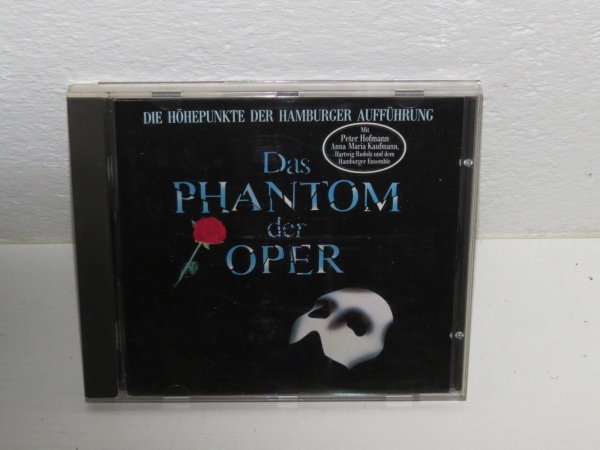 DIE HÖHEPUNKTE DER HAMBURGER AUFFÜHRUNG
Mit
Peter Hofmann
Anna Maria Kaufmann,
Hartwig Rudolz und dem
Hamburger Ensemble
Das
PHANTOM
der
OPER